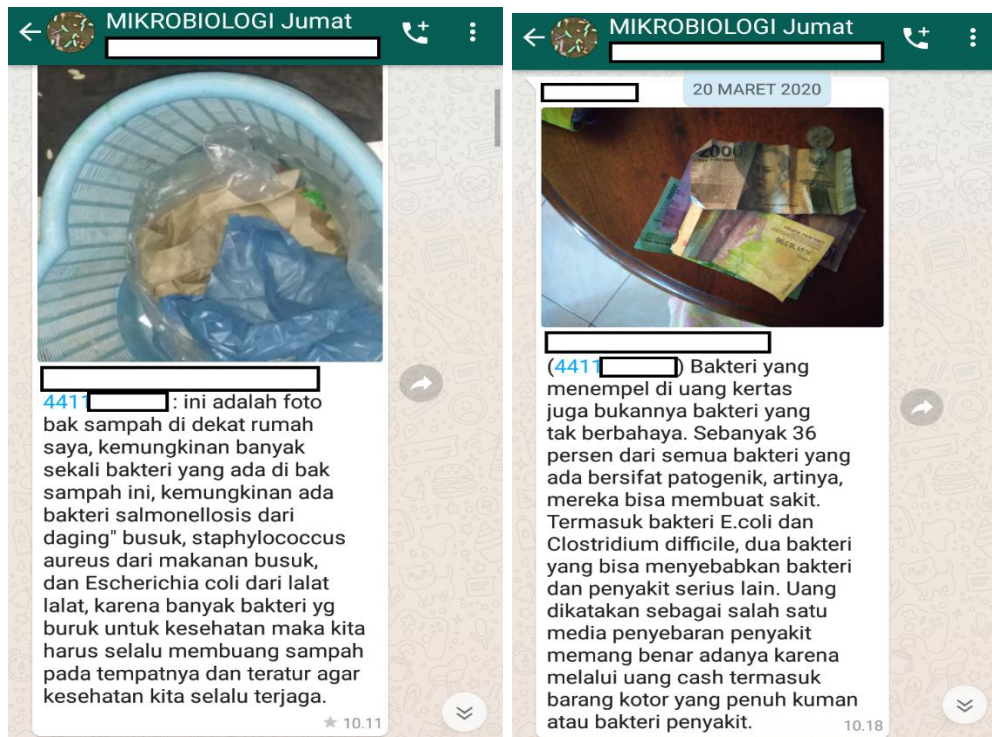 MIKROBIOLOGI Jumat
4411
: ini adalah foto
bak sampah di dekat rumah
saya, kemungkinan banyak
sekali bakteri yang ada di bak
sampah ini, kemungkinan ada
bakteri salmonellosis dari
daging" busuk, staphylococcus
aureus dari makanan busuk,
dan Escherichia coli dari lalat
lalat, karena banyak bakteri yg
buruk untuk kesehatan maka kita
harus selalu membuang sampah
pada tempatnya dan teratur agar
kesehatan kita selalu terjaga.
10.11
MIKROBIOLOGI Jumat
20 MARET 2020
2000
(4411 ) Bakteri yang
menempel di uang kertas
juga bukannya bakteri yang
tak berbahaya. Sebanyak 36
persen dari semua bakteri yang
ada bersifat patogenik, artinya,
mereka bisa membuat sakit.
Termasuk bakteri E.coli dan
Clostridium difficile, dua bakteri
yang bisa menyebabkan bakteri
dan penyakit serius lain. Uang
dikatakan sebagai salah satu
media penyebaran penyakit
memang benar adanya karena
melalui uang cash termasuk
barang kotor yang penuh kuman
atau bakteri penyakit.
10.18